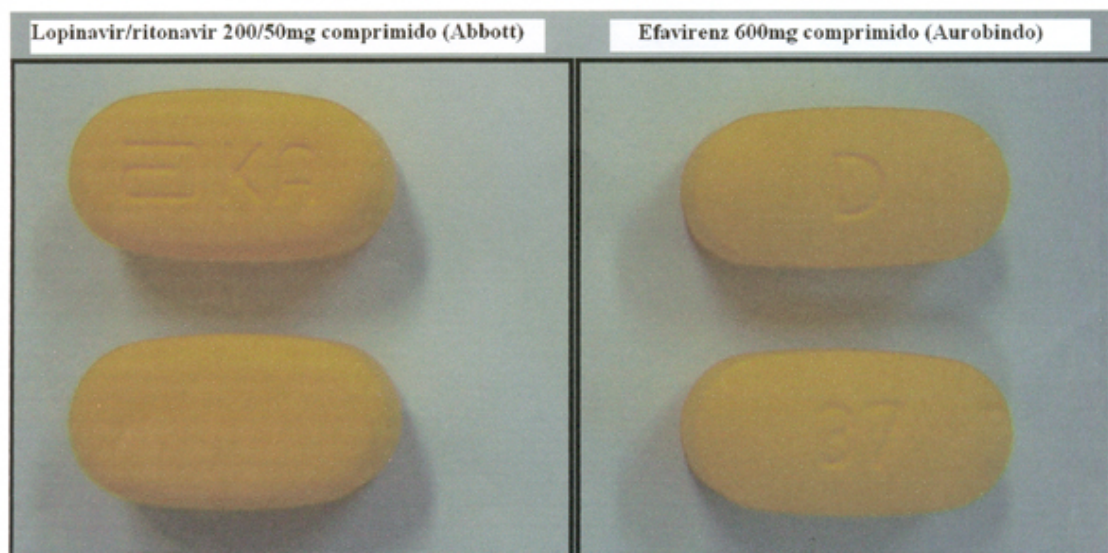 Lopinavir/ritonavir 200/50mg comprimido (Abbott)
Efavirenz 600mg comprimido (Aurobindo)
KA
D
37